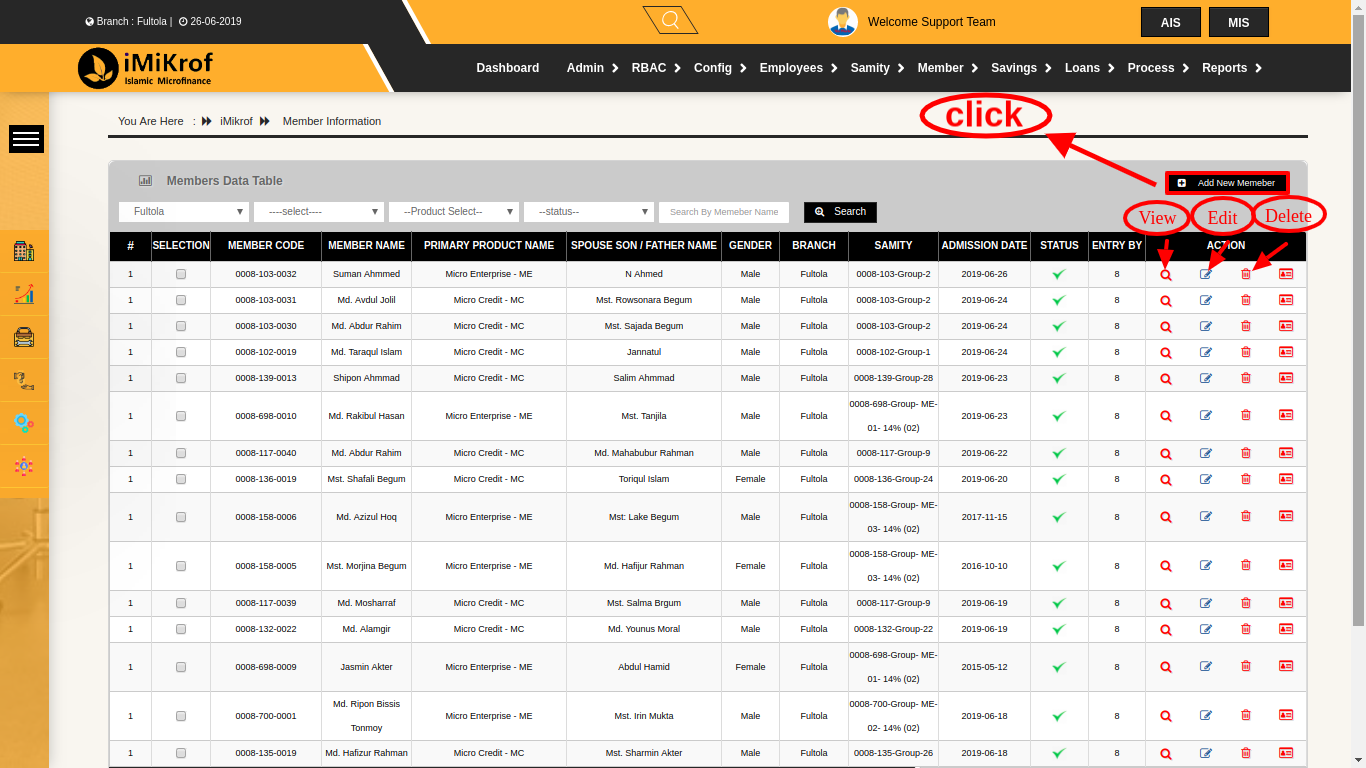 Branch : Fultola | 26-06-2019
Welcome Support Team
AIS MIS
iMiKrof
Islamic Microfinance
Dashboard Admin RBAC Config Employees Samity Member Savings Loans Process Reports
click
You Are Here : iMikrof Member Information
Members Data Table
Add New Memeber
Fultola ----select---- --Product Select-- --status-- Search By Memeber Name Search
View Edit Delete
# SELECTION MEMBER CODE MEMBER NAME PRIMARY PRODUCT NAME SPOUSE SON / FATHER NAME GENDER BRANCH SAMITY ADMISSION DATE STATUS ENTRY BY ACTION
1 0008-103-0032 Suman Ahmmed Micro Enterprise - ME N Ahmed Male Fultola 0008-103-Group-2 2019-06-26 8
1 0008-103-0031 Md. Avdul Jolil Micro Credit - MC Mst. Rowsonara Begum Male Fultola 0008-103-Group-2 2019-06-24 8
1 0008-103-0030 Md. Abdur Rahim Micro Credit - MC Mst. Sajada Begum Male Fultola 0008-103-Group-2 2019-06-24 8
1 0008-102-0019 Md. Taraqul Islam Micro Credit - MC Jannatul Male Fultola 0008-102-Group-1 2019-06-24 8
1 0008-139-0013 Shipon Ahmmad Micro Credit - MC Salim Ahmmad Male Fultola 0008-139-Group-28 2019-06-23 8
1 0008-698-0010 Md. Rakibul Hasan Micro Enterprise - ME Mst. Tanjila Male Fultola 0008-698-Group- ME-01- 14% (02) 2019-06-23 8
1 0008-117-0040 Md. Abdur Rahim Micro Credit - MC Md. Mahabubur Rahman Male Fultola 0008-117-Group-9 2019-06-22 8
1 0008-136-0019 Mst. Shafali Begum Micro Credit - MC Toriqul Islam Female Fultola 0008-136-Group-24 2019-06-20 8
1 0008-158-0006 Md. Azizul Hoq Micro Enterprise - ME Mst: Lake Begum Male Fultola 0008-158-Group- ME-03- 14% (02) 2017-11-15 8
1 0008-158-0005 Mst. Morjina Begum Micro Enterprise - ME Md. Hafijur Rahman Female Fultola 0008-158-Group- ME-03- 14% (02) 2016-10-10 8
1 0008-117-0039 Md. Mosharraf Micro Credit - MC Mst. Salma Brgum Male Fultola 0008-117-Group-9 2019-06-19 8
1 0008-132-0022 Md. Alamgir Micro Credit - MC Md. Younus Moral Male Fultola 0008-132-Group-22 2019-06-19 8
1 0008-698-0009 Jasmin Akter Micro Enterprise - ME Abdul Hamid Female Fultola 0008-698-Group- ME-01- 14% (02) 2015-05-12 8
1 0008-700-0001 Md. Ripon Bissis Tonmoy Micro Enterprise - ME Mst. Irin Mukta Male Fultola 0008-700-Group- ME-02- 14% (02) 2019-06-18 8
1 0008-135-0019 Md. Hafizur Rahman Micro Credit - MC Mst. Sharmin Akter Male Fultola 0008-135-Group-26 2019-06-18 8